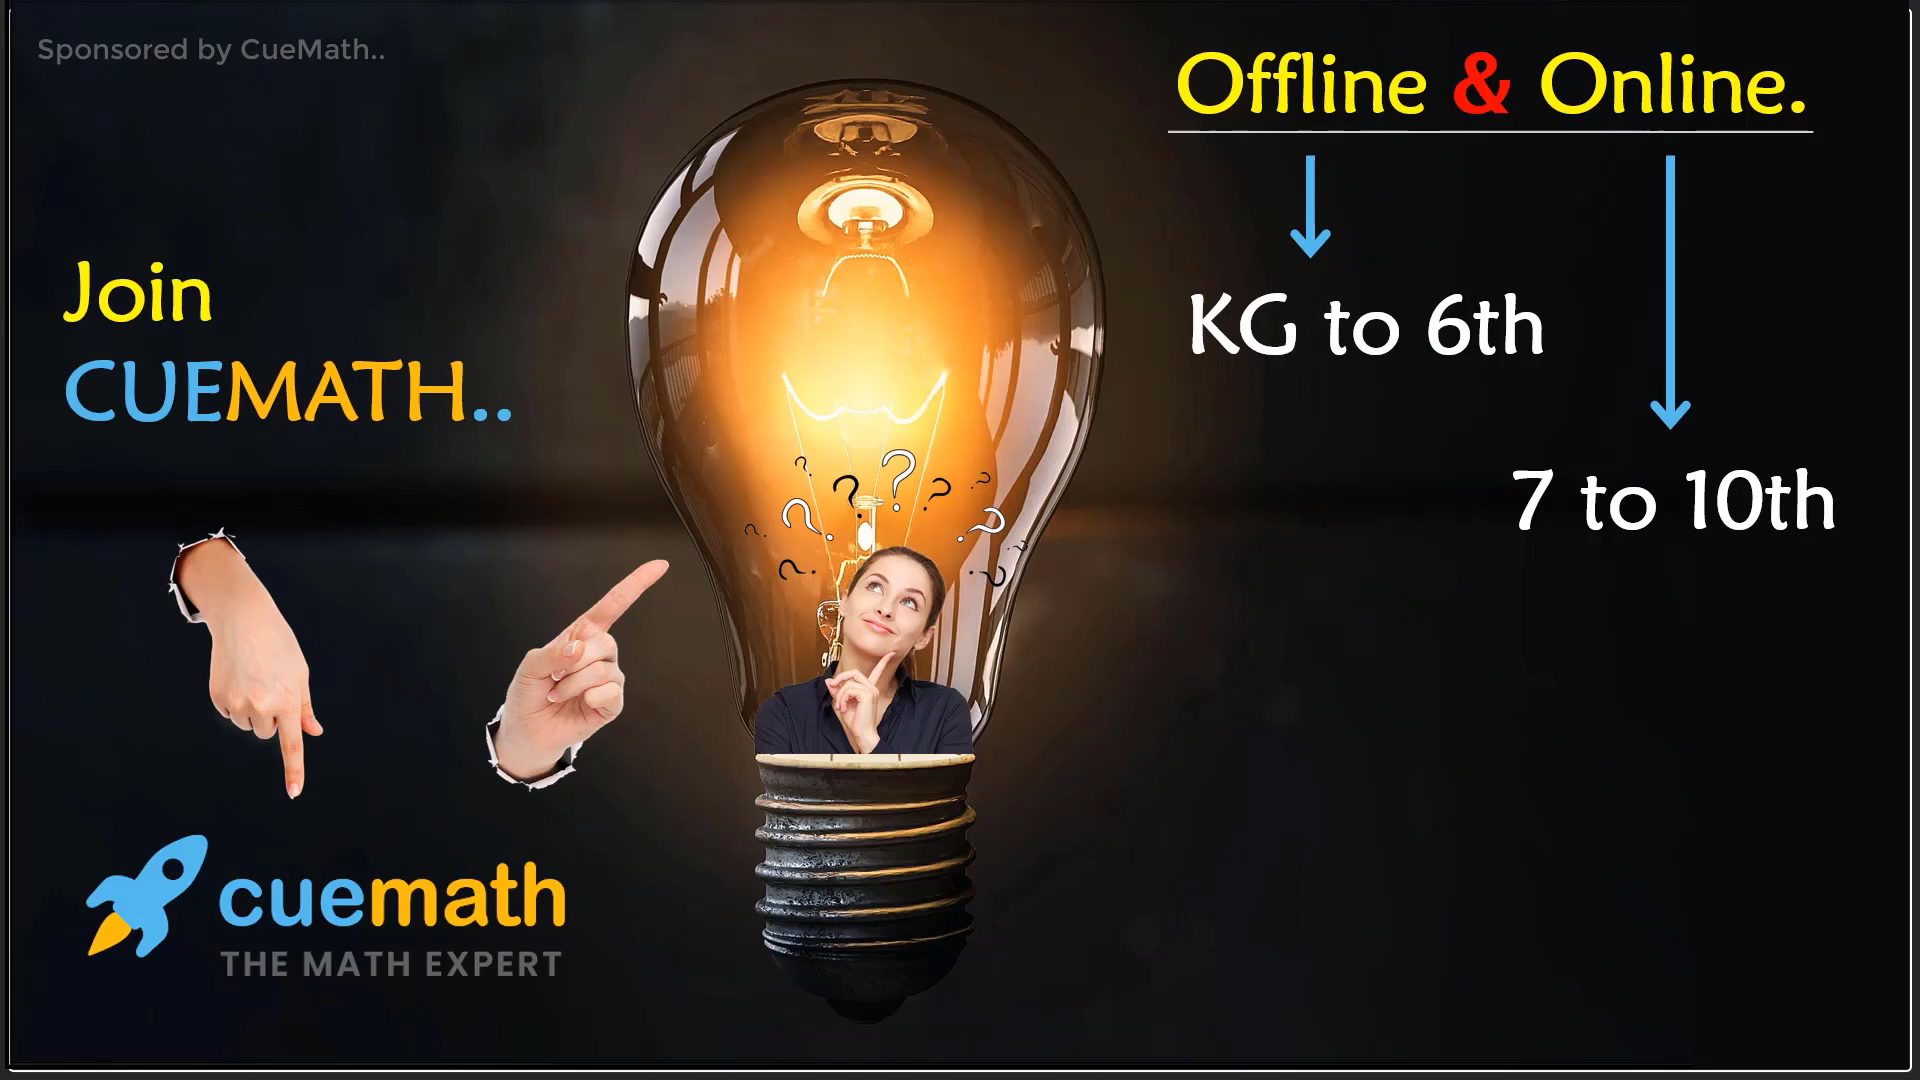 Sponsored by CueMath..
Offline & Online.
Join
CUEMATH..
KG to 6th
7 to 10th
? ? ? ? ? ? ? ? ? ? ? ?
cuemath
THE MATH EXPERT